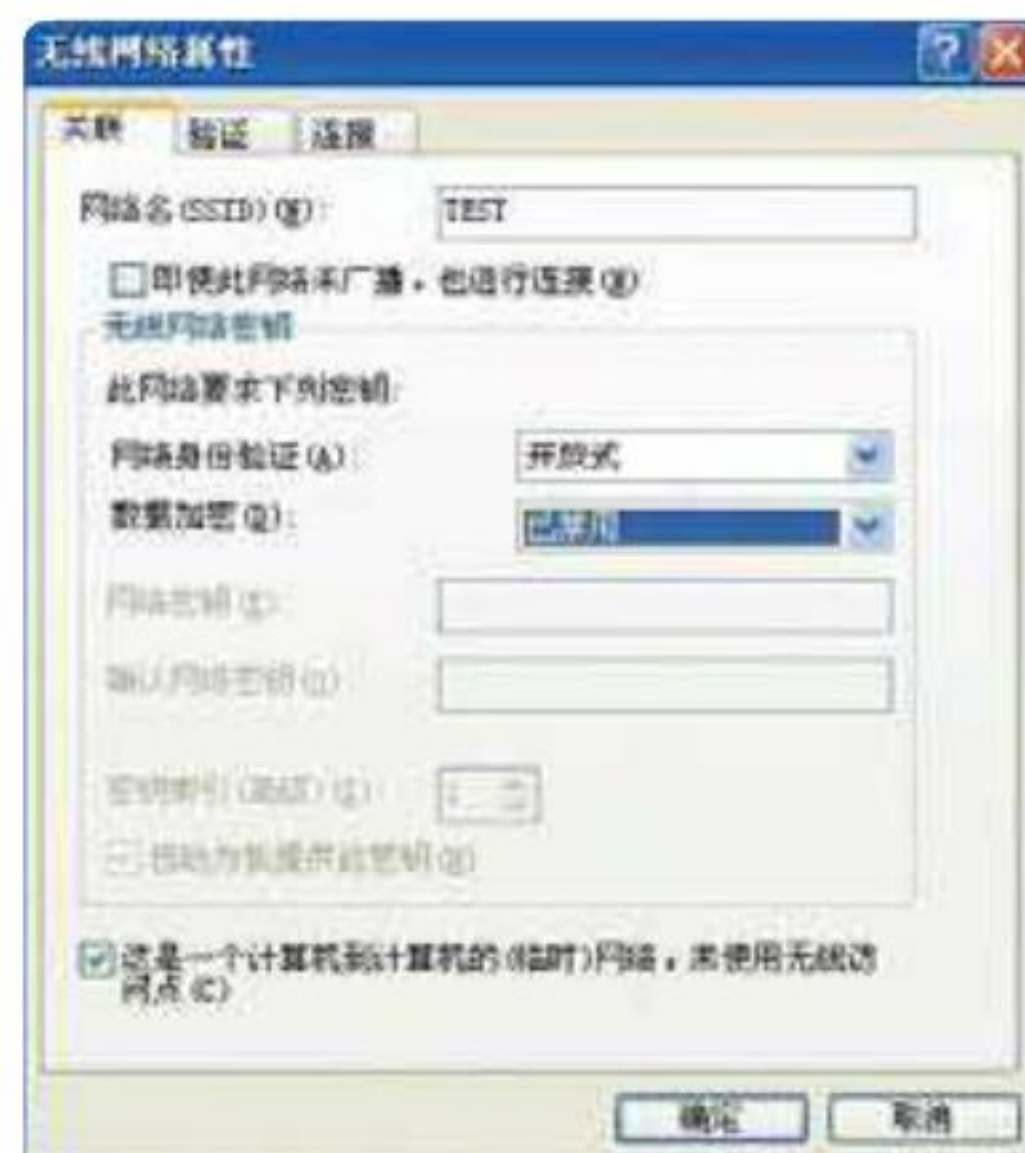 无线网络属性
关联 验证 连接
网络名(SSID)(N): TEST
即使此网络未广播，也进行连接(N)
无线网络密钥
此网络要求下列密钥:
网络身份验证(A): 开放式
数据加密(D): 已禁用
网络密钥(K):
确认网络密钥(O):
密钥索引(高级)(X): 1
自动为我提供此密钥(H)
这是一个计算机到计算机的(临时)网络，未使用无线访
问点(C)
确定 取消